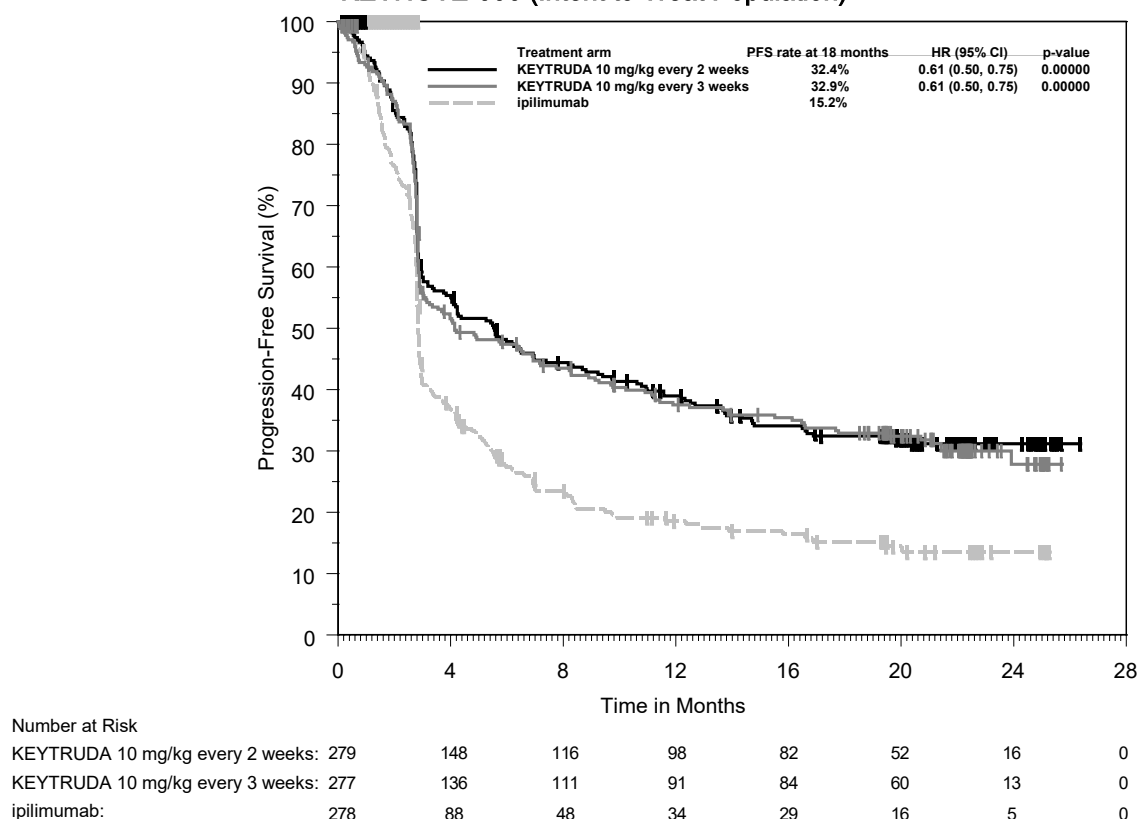 Treatment arm PFS rate at 18 months HR (95% CI) p-value
KEYTRUDA 10 mg/kg every 2 weeks 32.4% 0.61 (0.50, 0.75) 0.00000
KEYTRUDA 10 mg/kg every 3 weeks 32.9% 0.61 (0.50, 0.75) 0.00000
ipilimumab 15.2%
Progression-Free Survival (%)
100
90
80
70
60
50
40
30
20
10
0
0 4 8 12 16 20 24 28
Time in Months
Number at Risk
KEYTRUDA 10 mg/kg every 2 weeks: 279 148 116 98 82 52 16 0
KEYTRUDA 10 mg/kg every 3 weeks: 277 136 111 91 84 60 13 0
ipilimumab: 278 88 48 34 29 16 5 0